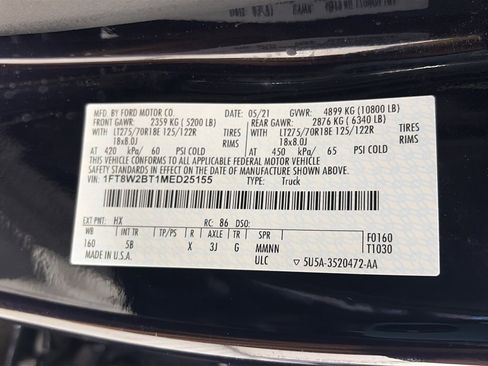 MFD. BY FORD MOTOR CO. 05/21 GVWR: 4899 KG (10800 LB)
FRONT GAWR: 2359 KG (5200 LB) REAR GAWR: 2876 KG (6340 LB)
WITH LT275/70R18E 125/122R TIRES WITH LT275/70R18E 125/122R TIRES
18x8.0J RIMS 18x8.0J RIMS
AT 420 kPa/ 60 PSI COLD AT 450 kPa/ 65 PSI COLD
THIS VEHICLE CONFORMS TO ALL APPLICABLE FEDERAL MOTOR VEHICLE
SAFETY STANDARDS IN EFFECT ON THE DATE OF MANUFACTURE SHOWN ABOVE.
VIN: 1FT8W2BT1MED25155 TYPE: Truck
EXT PNT: HX RC: 86 DSO: F0160
WB INT TR TP/PS R AXLE TR SPR T1030
160 5B X 3J G MMNN
MADE IN U.S.A. ULC 5U5A-3520472-AA